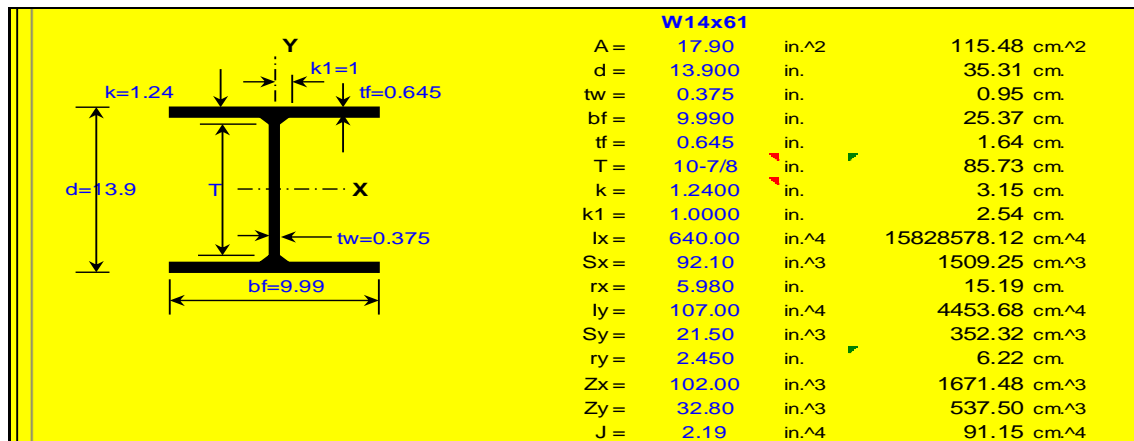 W14x61
Y
k1=1
k=1.24
tf=0.645
d=13.9
T
X
tw=0.375
bf=9.99
A = 17.90 in.^2 115.48 cm.^2
d = 13.900 in. 35.31 cm.
tw = 0.375 in. 0.95 cm.
bf = 9.990 in. 25.37 cm.
tf = 0.645 in. 1.64 cm.
T = 10-7/8 in. 85.73 cm.
k = 1.2400 in. 3.15 cm.
k1 = 1.0000 in. 2.54 cm.
Ix = 640.00 in.^4 15828578.12 cm.^4
Sx = 92.10 in.^3 1509.25 cm.^3
rx = 5.980 in. 15.19 cm.
Iy = 107.00 in.^4 4453.68 cm.^4
Sy = 21.50 in.^3 352.32 cm.^3
ry = 2.450 in. 6.22 cm.
Zx = 102.00 in.^3 1671.48 cm.^3
Zy = 32.80 in.^3 537.50 cm.^3
J = 2.19 in.^4 91.15 cm.^4